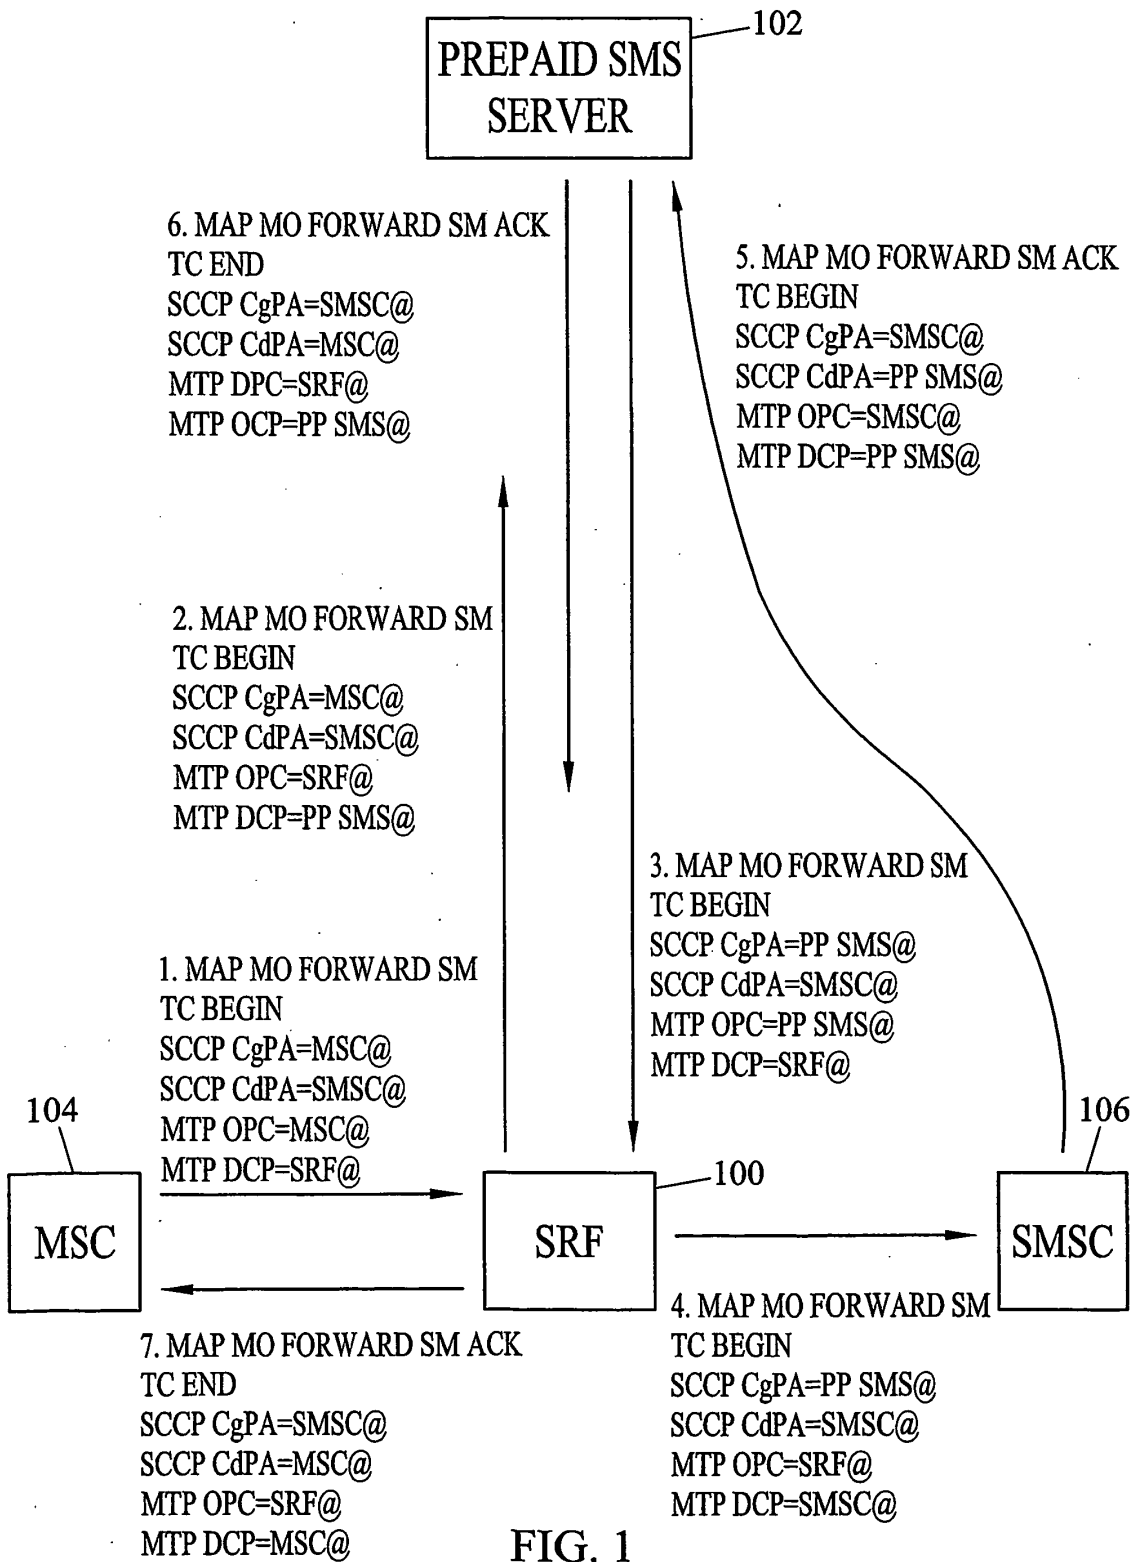 102
PREPAID SMS
SERVER
6. MAP MO FORWARD SM ACK
TC END
SCCP CgPA=SMSC@
SCCP CdPA=MSC@
MTP DPC=SRF@
MTP OCP=PP SMS@
5. MAP MO FORWARD SM ACK
TC BEGIN
SCCP CgPA=SMSC@
SCCP CdPA=PP SMS@
MTP OPC=SMSC@
MTP DCP=PP SMS@
2. MAP MO FORWARD SM
TC BEGIN
SCCP CgPA=MSC@
SCCP CdPA=SMSC@
MTP OPC=SRF@
MTP DCP=PP SMS@
3. MAP MO FORWARD SM
TC BEGIN
SCCP CgPA=PP SMS@
SCCP CdPA=SMSC@
MTP OPC=PP SMS@
MTP DCP=SRF@
1. MAP MO FORWARD SM
TC BEGIN
SCCP CgPA=MSC@
SCCP CdPA=SMSC@
MTP OPC=MSC@
MTP DCP=SRF@
104
MSC
100
SRF
106
SMSC
7. MAP MO FORWARD SM ACK
TC END
SCCP CgPA=SMSC@
SCCP CdPA=MSC@
MTP OPC=SRF@
MTP DCP=MSC@
4. MAP MO FORWARD SM
TC BEGIN
SCCP CgPA=PP SMS@
SCCP CdPA=SMSC@
MTP OPC=SRF@
MTP DCP=SMSC@
FIG. 1